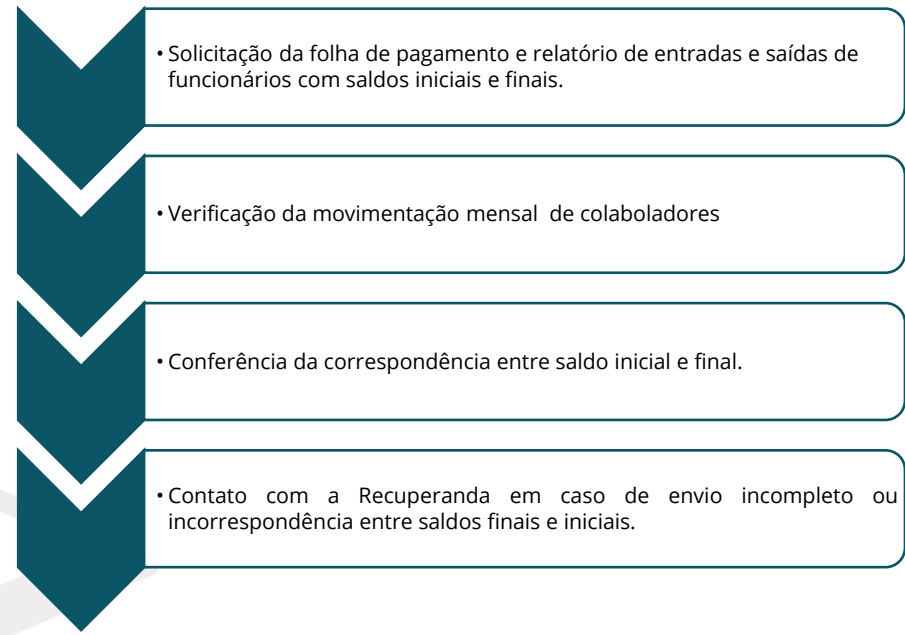 • Solicitação da folha de pagamento e relatório de entradas e saídas de
funcionários com saldos iniciais e finais.
• Verificação da movimentação mensal de colaboladores
• Conferência da correspondência entre saldo inicial e final.
• Contato com a Recuperanda em caso de envio incompleto ou
incorrespondência entre saldos finais e iniciais.